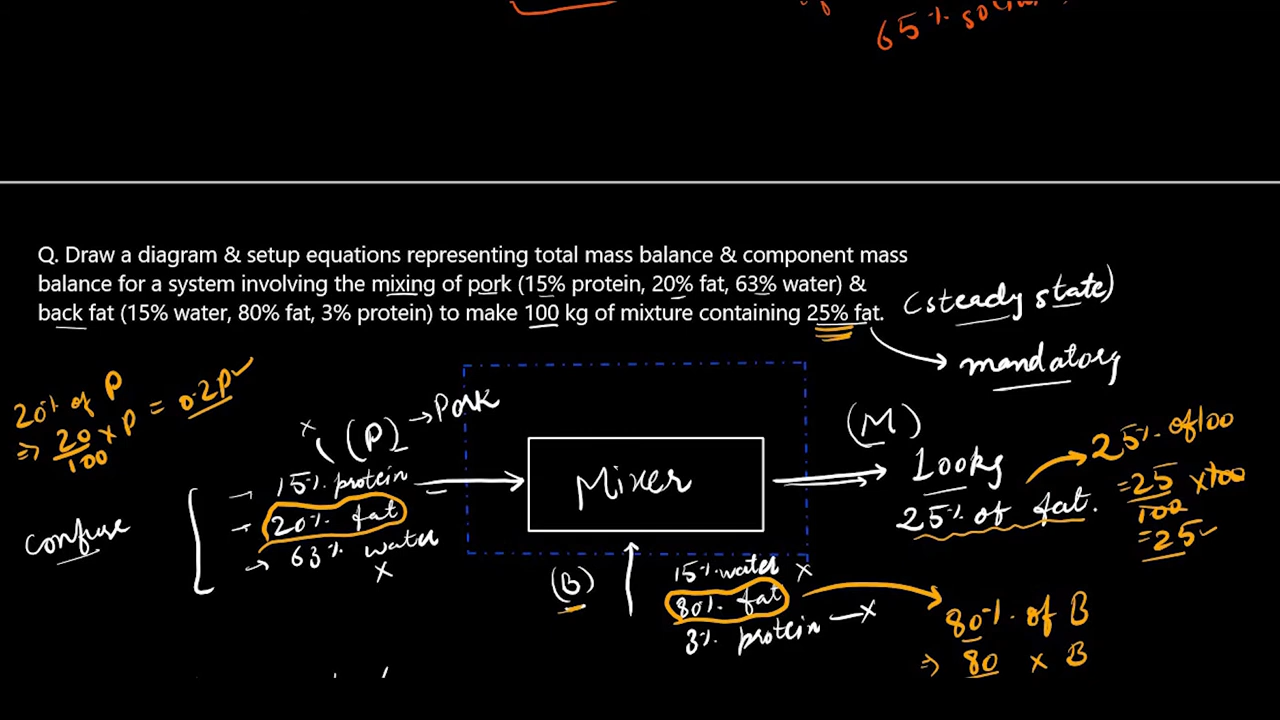 65%
Q. Draw a diagram & setup equations representing total mass balance & component mass
balance for a system involving the mixing of pork (15% protein, 20% fat, 63% water) &
back fat (15% water, 80% fat, 3% protein) to make 100 kg of mixture containing 25% fat.
(steady state)
mandatory
20% of P
⇒ 20/100 × P = 0.2P ✓
x
(P) → Pork
→ 15% protein
→ 20% fat
→ 63% water
x
confuse
Mixer
(M)
100kg
25% of fat.
25% of 100
= 25/100 × 100
= 25 ✓
(B)
15% water x
80% fat
3% protein — x
80% of B
⇒ 80 × B